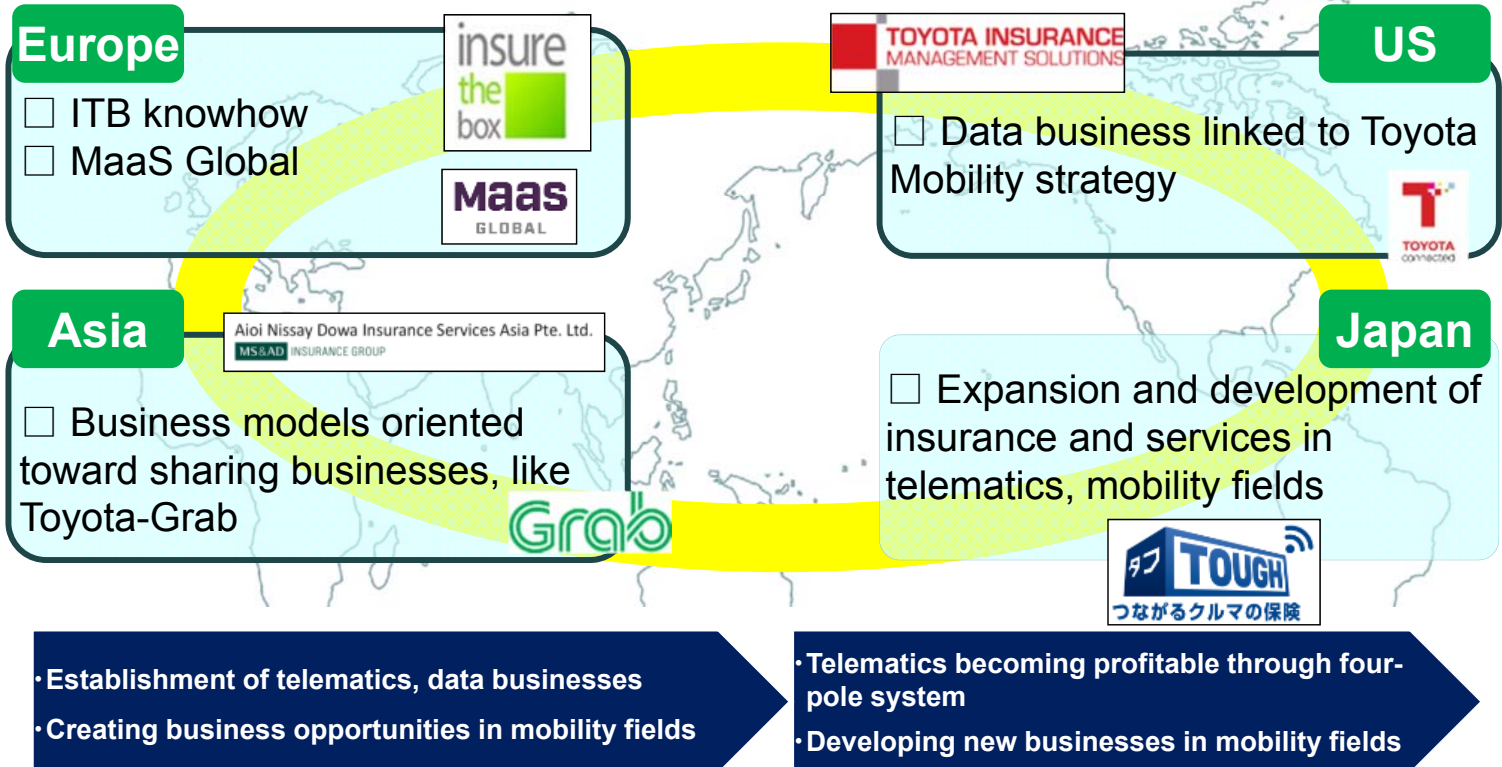 Europe
insure
the
box
□ ITB knowhow
□ MaaS Global
MaaS
GLOBAL
TOYOTA INSURANCE
MANAGEMENT SOLUTIONS
US
□ Data business linked to Toyota
Mobility strategy
TOYOTA
connected
Asia
Aioi Nissay Dowa Insurance Services Asia Pte. Ltd.
MS&AD INSURANCE GROUP
□ Business models oriented
toward sharing businesses, like
Toyota-Grab
Grab
Japan
□ Expansion and development of
insurance and services in
telematics, mobility fields
タフ TOUGH
つながるクルマの保険
・Establishment of telematics, data businesses
・Creating business opportunities in mobility fields
・Telematics becoming profitable through four-
pole system
・Developing new businesses in mobility fields